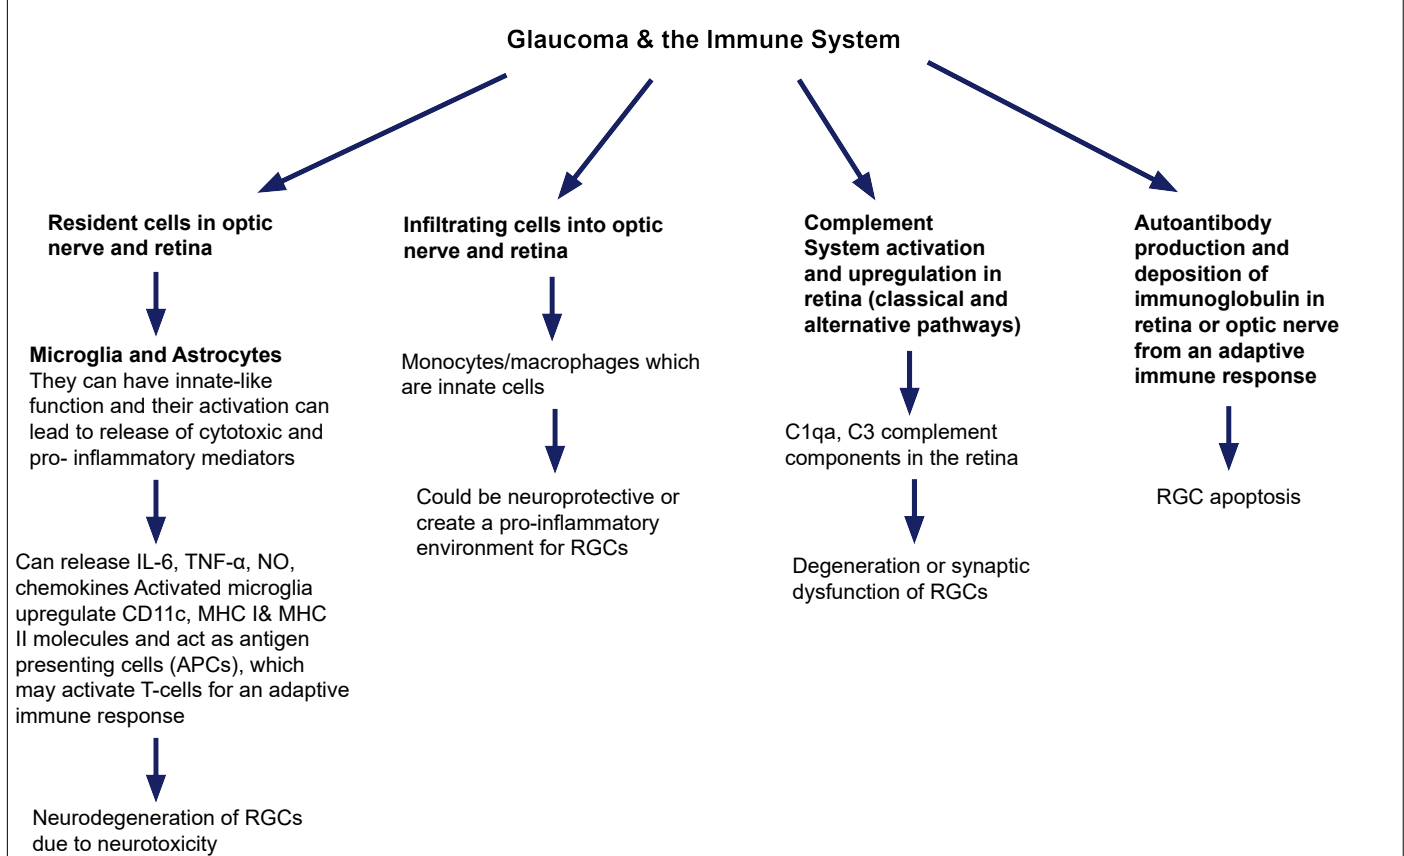 Glaucoma & the Immune System
Resident cells in optic
nerve and retina
Microglia and Astrocytes
They can have innate-like
function and their activation can
lead to release of cytotoxic and
pro- inflammatory mediators
Can release IL-6, TNF-α, NO,
chemokines Activated microglia
upregulate CD11c, MHC I& MHC
II molecules and act as antigen
presenting cells (APCs), which
may activate T-cells for an adaptive
immune response
Neurodegeneration of RGCs
due to neurotoxicity
Infiltrating cells into optic
nerve and retina
Monocytes/macrophages which
are innate cells
Could be neuroprotective or
create a pro-inflammatory
environment for RGCs
Complement
System activation
and upregulation in
retina (classical and
alternative pathways)
C1qa, C3 complement
components in the retina
Degeneration or synaptic
dysfunction of RGCs
Autoantibody
production and
deposition of
immunoglobulin in
retina or optic nerve
from an adaptive
immune response
RGC apoptosis